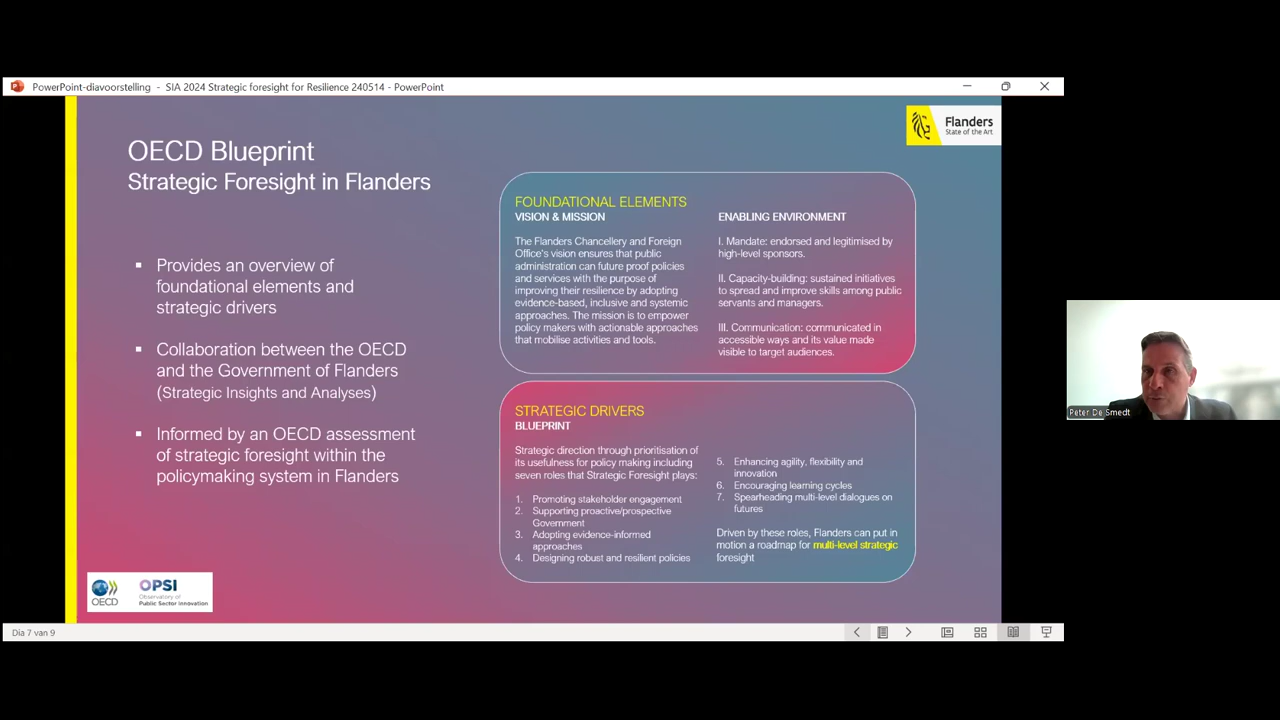 PowerPoint-diavoorstelling - SIA 2024 Strategic foresight for Resilience 240514 - PowerPoint
Flanders
State of the Art
OECD Blueprint
Strategic Foresight in Flanders
▪ Provides an overview of
foundational elements and
strategic drivers
▪ Collaboration between the OECD
and the Government of Flanders
(Strategic Insights and Analyses)
▪ Informed by an OECD assessment
of strategic foresight within the
policymaking system in Flanders
FOUNDATIONAL ELEMENTS
VISION & MISSION
The Flanders Chancellery and Foreign
Office's vision ensures that public
administration can future proof policies
and services with the purpose of
improving their resilience by adopting
evidence-based, inclusive and systemic
approaches. The mission is to empower
policy makers with actionable approaches
that mobilise activities and tools.
ENABLING ENVIRONMENT
I. Mandate: endorsed and legitimised by
high-level sponsors.
II. Capacity-building: sustained initiatives
to spread and improve skills among public
servants and managers.
III. Communication: communicated in
accessible ways and its value made
visible to target audiences.
STRATEGIC DRIVERS
BLUEPRINT
Strategic direction through prioritisation of
its usefulness for policy making including
seven roles that Strategic Foresight plays:
1. Promoting stakeholder engagement
2. Supporting proactive/prospective
Government
3. Adopting evidence-informed
approaches
4. Designing robust and resilient policies
5. Enhancing agility, flexibility and
innovation
6. Encouraging learning cycles
7. Spearheading multi-level dialogues on
futures
Driven by these roles, Flanders can put in
motion a roadmap for multi-level strategic
foresight
OECD
OPSI
Observatory of
Public Sector Innovation
Dia 7 van 9
Peter De Smedt